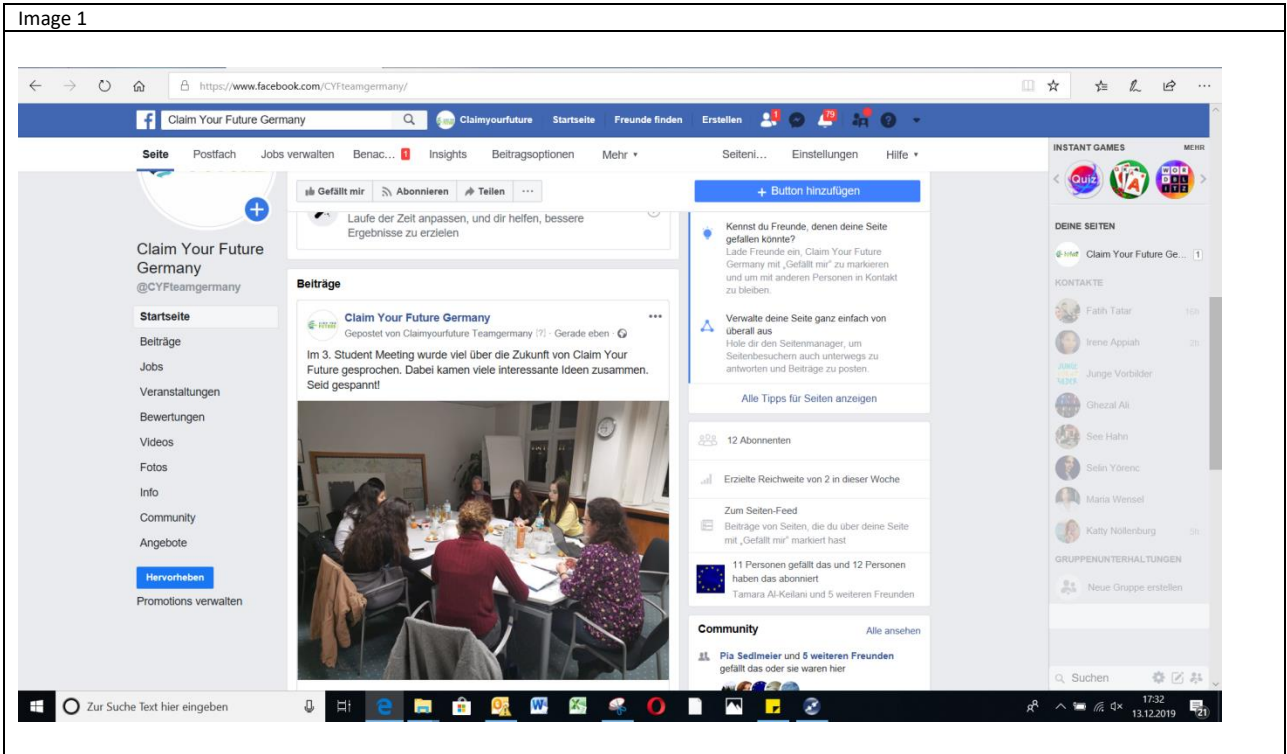 Image 1
https://www.facebook.com/CYFteamgermany/
Claim Your Future Germany
Claimyourfuture Startseite Freunde finden Erstellen 1 79
Seite Postfach Jobs verwalten Benac... 1 Insights Beitragsoptionen Mehr Seiteni... Einstellungen Hilfe
Gefällt mir Abonnieren Teilen ...
+ Button hinzufügen
Claim Your Future
Germany
@CYFteamgermany
Startseite
Beiträge
Jobs
Veranstaltungen
Bewertungen
Videos
Fotos
Info
Community
Angebote
Hervorheben
Promotions verwalten
Laufe der Zeit anpassen, und dir helfen, bessere
Ergebnisse zu erzielen
Beiträge
Claim Your Future Germany
Gepostet von Claimyourfuture Teamgermany [?] · Gerade eben ·
Im 3. Student Meeting wurde viel über die Zukunft von Claim Your
Future gesprochen. Dabei kamen viele interessante Ideen zusammen.
Seid gespannt!
Kennst du Freunde, denen deine Seite
gefallen könnte?
Lade Freunde ein, Claim Your Future
Germany mit „Gefällt mir“ zu markieren
und um mit anderen Personen in Kontakt
zu bleiben.
Verwalte deine Seite ganz einfach von
überall aus
Hole dir den Seitenmanager, um
Seitenbesuchern auch unterwegs zu
antworten und Beiträge zu posten.
Alle Tipps für Seiten anzeigen
12 Abonnenten
Erzielte Reichweite von 2 in dieser Woche
Zum Seiten-Feed
Beiträge von Seiten, die du über deine Seite
mit „Gefällt mir“ markiert hast
11 Personen gefällt das und 12 Personen
haben das abonniert
Tamara Al-Keilani und 5 weiteren Freunden
Community Alle ansehen
Pia Sedlmeier und 6 weiteren Freunden
gefällt das oder sie waren hier
INSTANT GAMES MEHR
Quiz
DEINE SEITEN
Claim Your Future Ge... 1
KONTAKTE
Fatih Tatar 16h
Irene Appiah
Junge Vorbilder
Ghezal Ali
See Hahn
Selin Yörenc
Maria Wensel
Katty Nöllenburg
GRUPPENUNTERHALTUNGEN
Neue Gruppe erstellen
Suchen
Zur Suche Text hier eingeben
17:32
13.12.2019
21